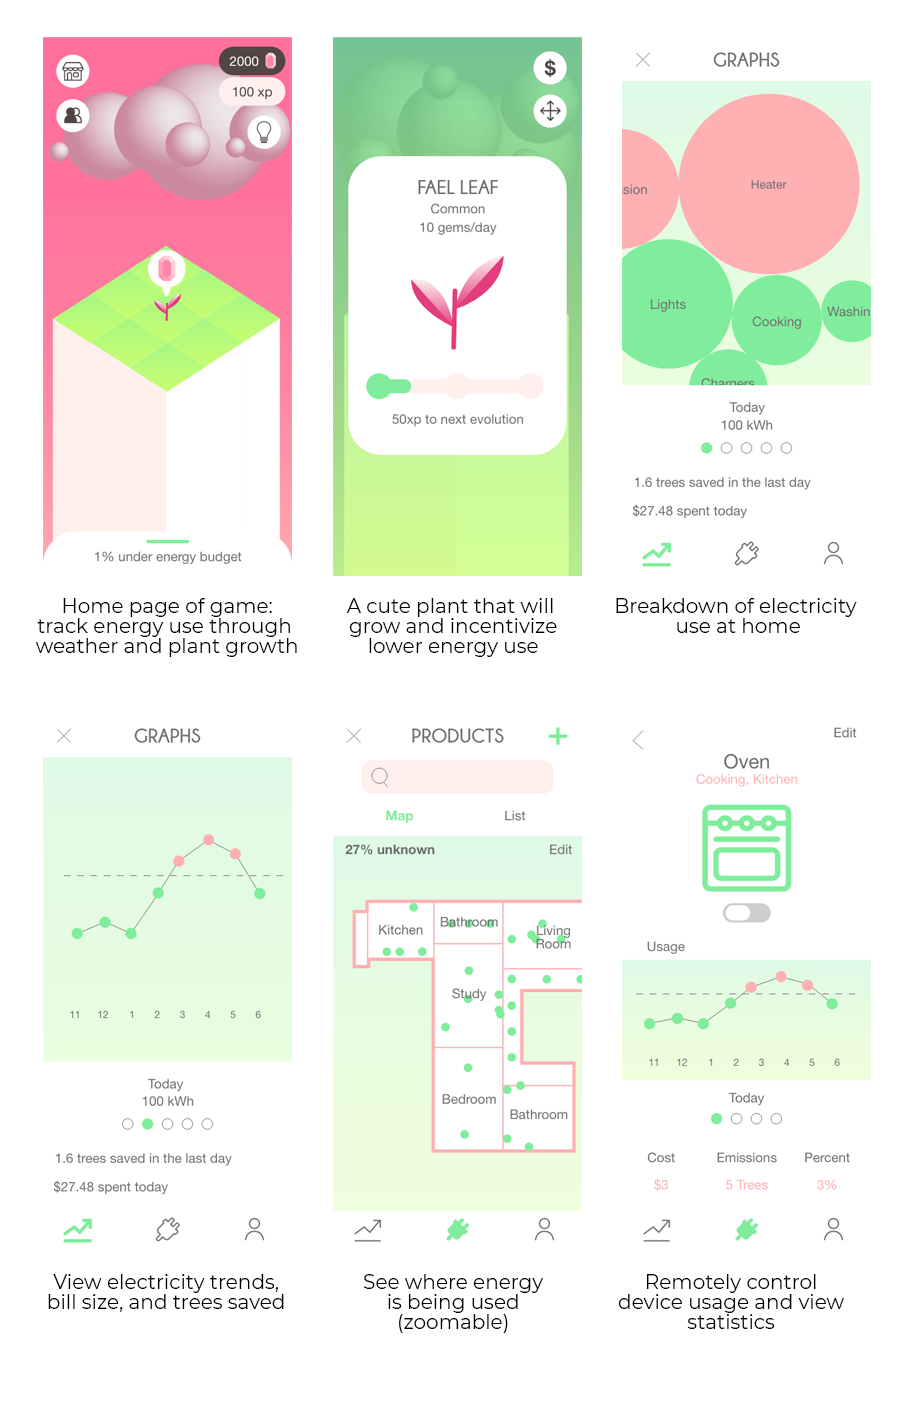 2000
100 xp
1% under energy budget
Home page of game:
track energy use through
weather and plant growth
$
FAEL LEAF
Common
10 gems/day
50xp to next evolution
A cute plant that will
grow and incentivize
lower energy use
GRAPHS
sion
Heater
Lights
Cooking
Washin
Chargers
Today
100 kWh
1.6 trees saved in the last day
$27.48 spent today
Breakdown of electricity
use at home
GRAPHS
11 12 1 2 3 4 5 6
Today
100 kWh
1.6 trees saved in the last day
$27.48 spent today
View electricity trends,
bill size, and trees saved
PRODUCTS
Map List
27% unknown Edit
Kitchen
Bathroom
Living
Room
Study
Bedroom
Bathroom
See where energy
is being used
(zoomable)
Edit
Oven
Cooking, Kitchen
Usage
11 12 1 2 3 4 5 6
Today
Cost Emissions Percent
$3 5 Trees 3%
Remotely control
device usage and view
statistics